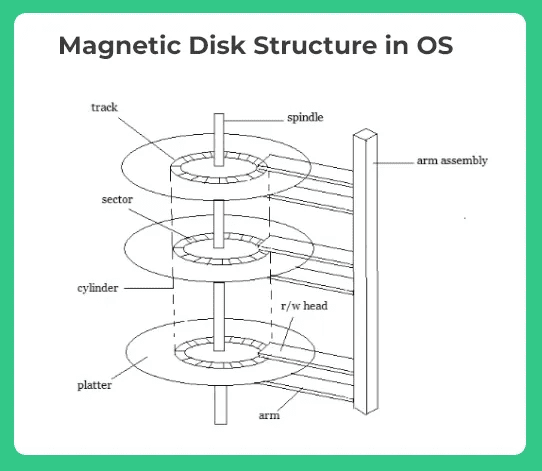 Magnetic Disk Structure in OS
track
spindle
arm assembly
sector
cylinder
r/w head
platter
arm